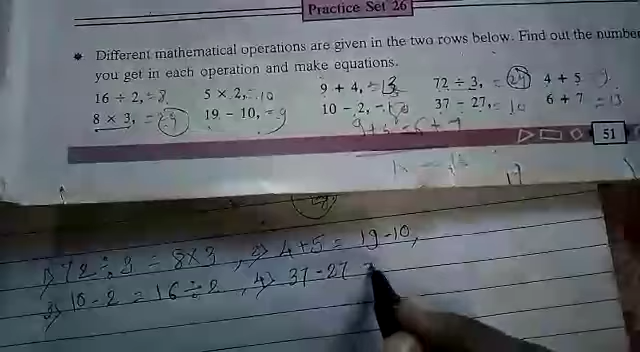 Practice Set 26
* Different mathematical operations are given in the two rows below. Find out the number
you get in each operation and make equations.
16 ÷ 2, = 8 5 × 2, = 10 9 + 4, = 13 72 ÷ 3, = 24 4 + 5 = 9
8 × 3, = 24 19 − 10, = 9 10 − 2, = 37 − 27, = 10 6 + 7 = 13
51
1) 72 ÷ 3 = 8 × 3, 3) 4 + 5 = 19 - 10,
2) 10 - 2 = 16 ÷ 2, 4) 37 - 27 =